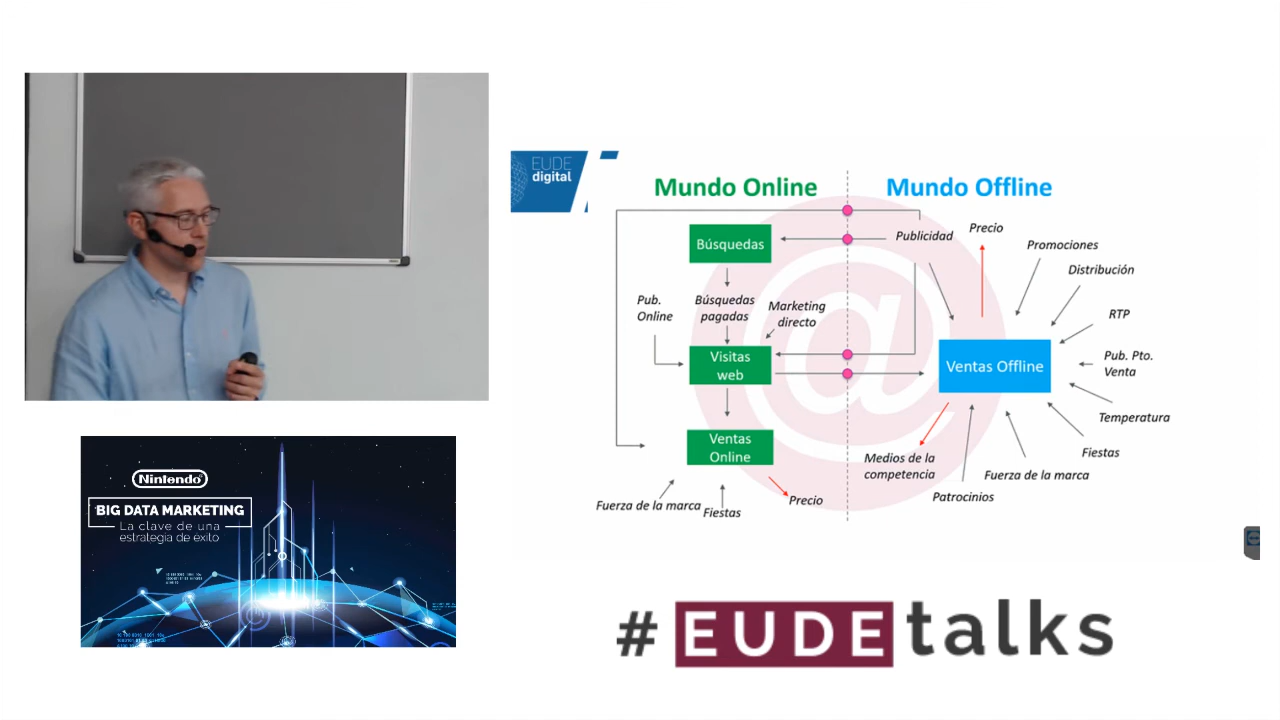 EUDE
digital
Mundo Online
Mundo Offline
Búsquedas
Publicidad
Precio
Promociones
Distribución
Pub.
Online
Búsquedas
pagadas
Marketing
directo
RTP
Visitas
web
Ventas Offline
Pub. Pto.
Venta
Temperatura
Ventas
Online
Medios de la
competencia
Fiestas
Fuerza de la marca
Patrocinios
Precio
Fuerza de la marca
Fiestas
Nintendo
BIG DATA MARKETING
La clave de una
estrategia de éxito
# EUDE talks